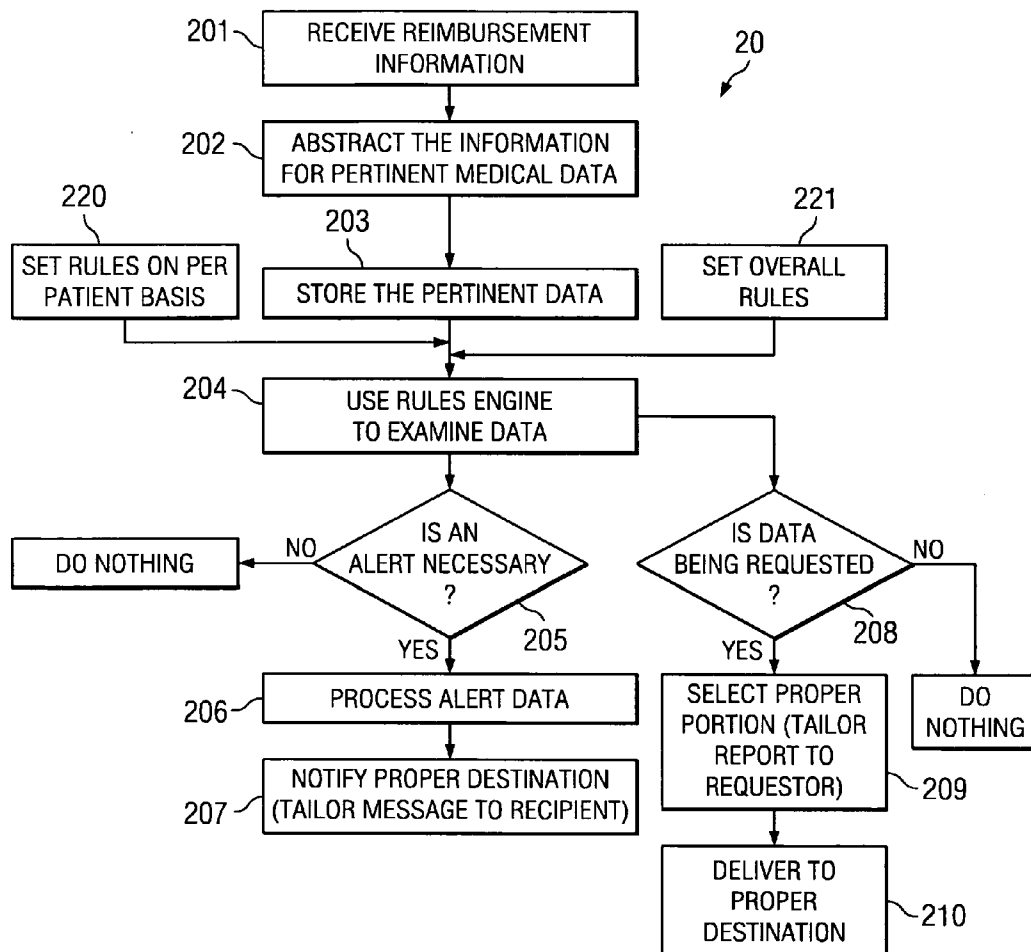 201
RECEIVE REIMBURSEMENT
INFORMATION
20
202
ABSTRACT THE INFORMATION
FOR PERTINENT MEDICAL DATA
220
SET RULES ON PER
PATIENT BASIS
203
STORE THE PERTINENT DATA
221
SET OVERALL
RULES
204
USE RULES ENGINE
TO EXAMINE DATA
DO NOTHING
NO
IS AN
ALERT NECESSARY
?
205
YES
IS DATA
BEING REQUESTED
?
208
NO
YES
206
PROCESS ALERT DATA
207
NOTIFY PROPER DESTINATION
(TAILOR MESSAGE TO RECIPIENT)
SELECT PROPER
PORTION (TAILOR
REPORT TO
REQUESTOR)
209
DO
NOTHING
DELIVER TO
PROPER
DESTINATION
210